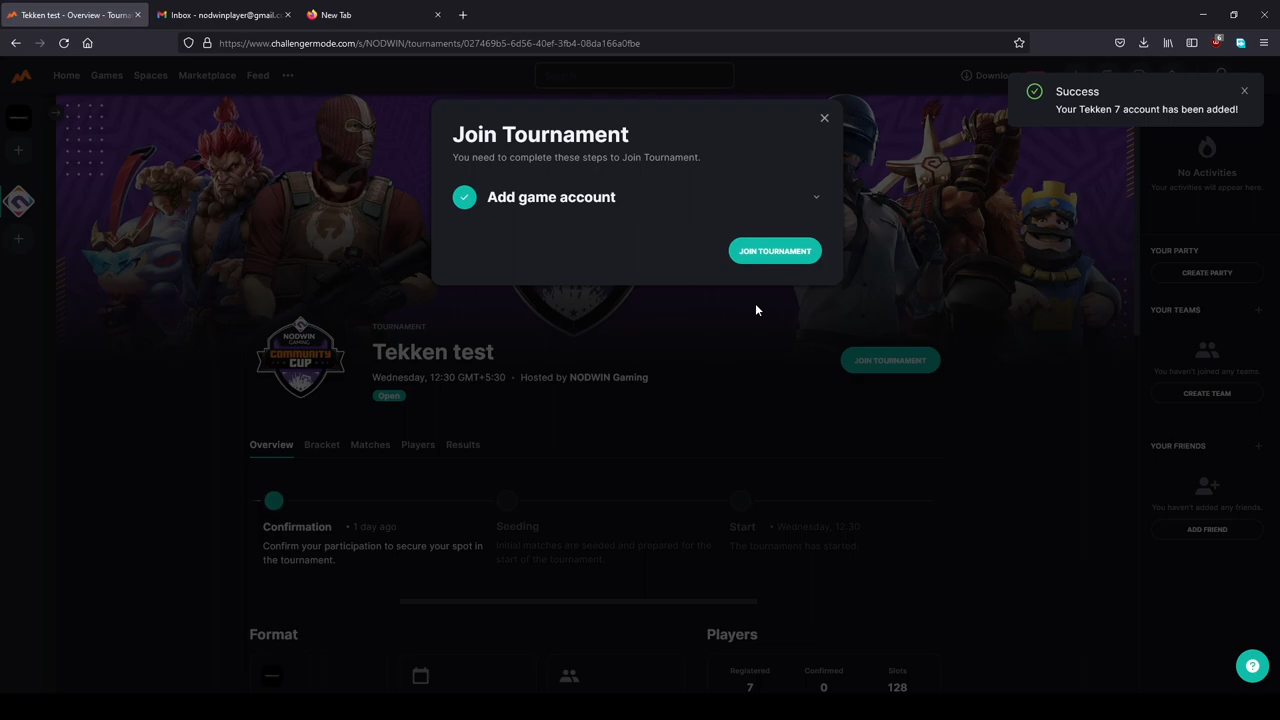 Tekken test - Overview - Tourna
Inbox - nodwinplayer@gmail.c
New Tab
https://www.challengermode.com/s/NODWIN/tournaments/027469b5-6d56-40ef-3fb4-08da166a0fbe
6
Home Games Spaces Marketplace Feed
Search
Downlo
Success
Your Tekken 7 account has been added!
Join Tournament
You need to complete these steps to Join Tournament.
Add game account
JOIN TOURNAMENT
No Activities
Your activities will appear here.
YOUR PARTY
CREATE PARTY
YOUR TEAMS
You haven't joined any teams.
CREATE TEAM
YOUR FRIENDS
You haven't added any friends.
ADD FRIEND
NODWIN
GAMING
COMMUNITY
CUP
TOURNAMENT
Tekken test
Wednesday, 12:30 GMT+5:30 • Hosted by NODWIN Gaming
Open
JOIN TOURNAMENT
Overview Bracket Matches Players Results
Confirmation • 1 day ago
Confirm your participation to secure your spot in
the tournament.
Seeding
Initial matches are seeded and prepared for the
start of the tournament.
Start • Wednesday, 12:30
The tournament has started
Format
Players
Registered Confirmed Slots
7 0 128